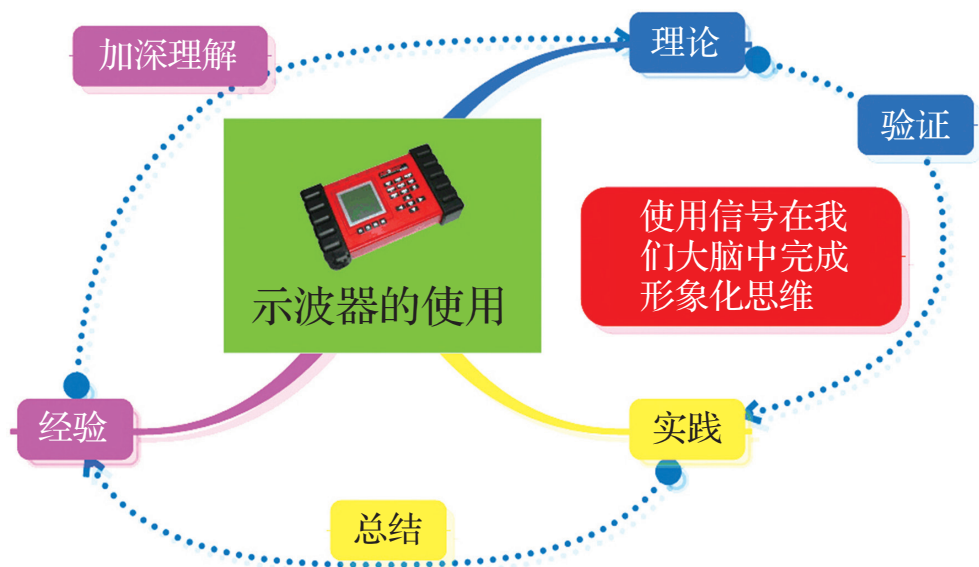 加深理解
理论
验证
使用信号在我
们大脑中完成
形象化思维
示波器的使用
经验
实践
总结